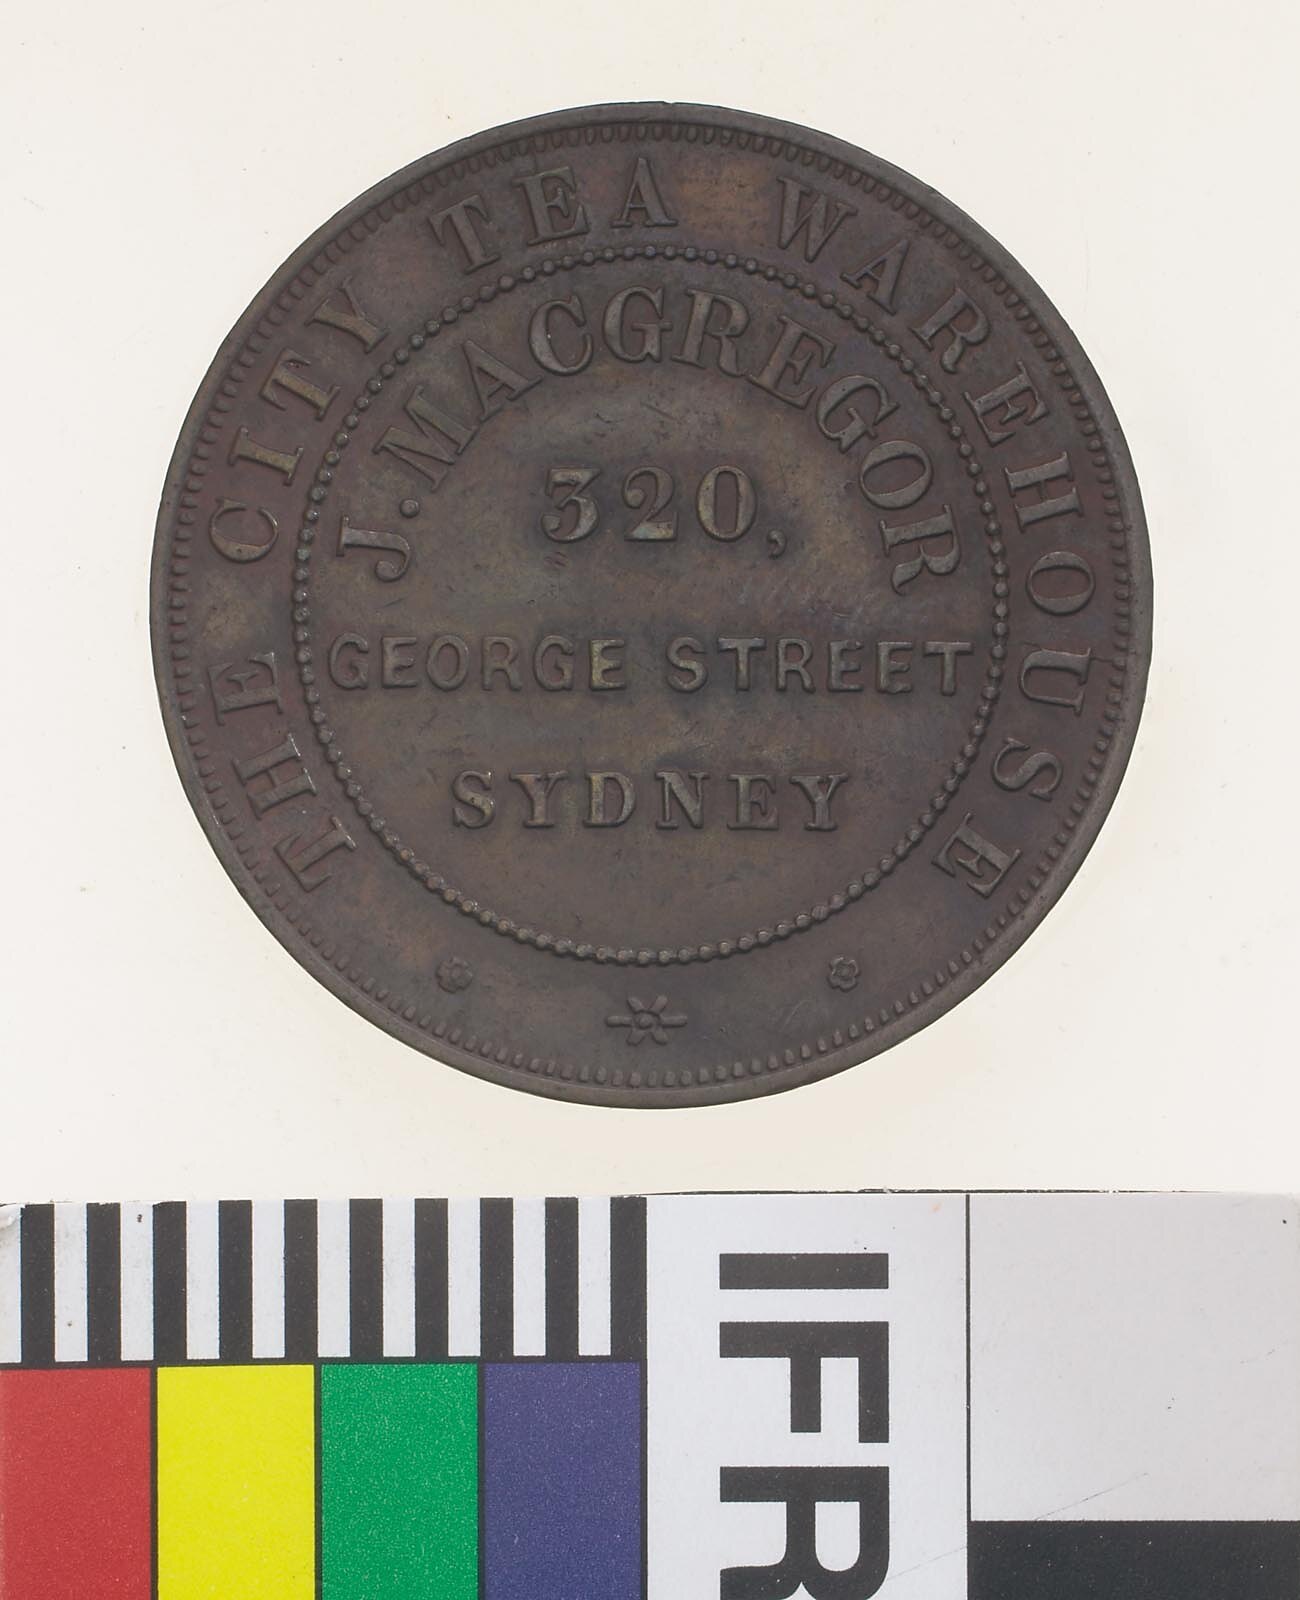 THE CITY TEA WAREHOUSE
J. MACGREGOR
320,
GEORGE STREET
SYDNEY
IFR